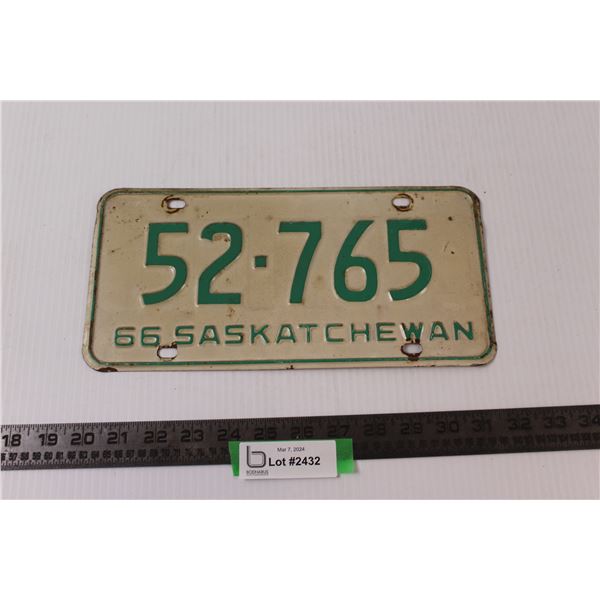 52-765
66 SASKATCHEWAN
18 19 20 21 22 23 24 25 26 27 28 29 30 31 32 33 34
Mar 7, 2024
Lot #2432
BODNARUS